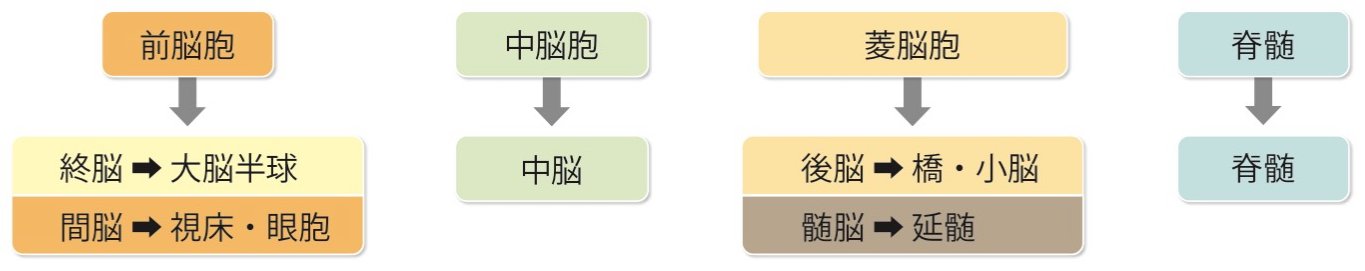 前脳胞
中脳胞
菱脳胞
脊髄
終脳 ➡ 大脳半球
間脳 ➡ 視床・眼胞
中脳
後脳 ➡ 橋・小脳
髄脳 ➡ 延髄
脊髄